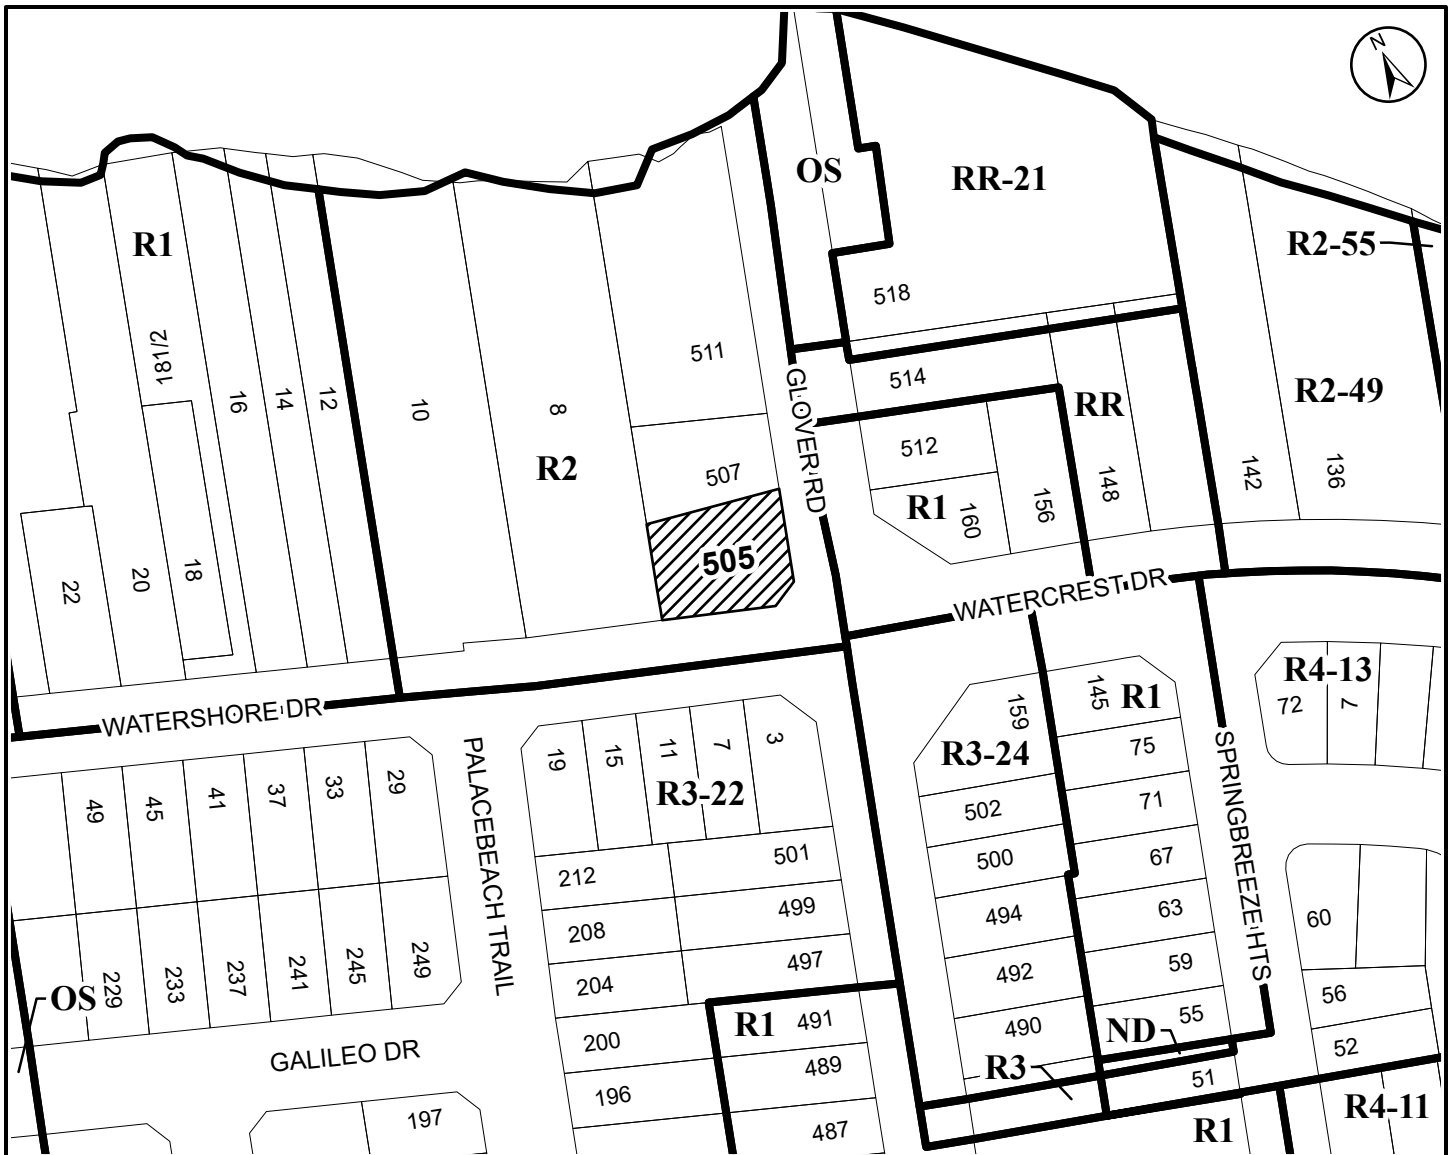 N
OS
RR-21
R1
R2-55
518
181/2
511
514
GLOVER RD
16
14
12
10
8
RR
R2-49
512
R2
507
148
142
136
156
R1
160
505
22
20
18
WATERCREST DR
WATERSHORE DR
R4-13
72
7
159
145
R1
19
15
11
7
3
R3-24
75
SPRINGBREEZE HTS
PALACEBEACH TRAIL
49
45
41
37
33
29
R3-22
502
71
212
501
500
67
208
499
494
63
60
229
233
237
241
245
249
204
497
492
59
56
OS
R1
491
490
ND
55
52
GALILEO DR
200
489
R3
51
196
R4-11
197
487
R1